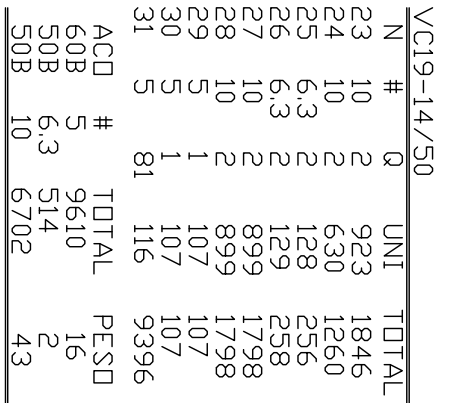 VC19-14/50
N # Q UNI TOTAL
23 10 2 923 1846
24 10 2 630 1260
25 6.3 2 128 256
26 6.3 2 129 258
27 10 2 899 1798
28 10 2 899 1798
29 5 1 107 107
30 5 1 107 107
31 5 81 116 9396
ACO # TOTAL PESO
60B 5 9610 16
50B 6.3 514 2
50B 10 6702 43